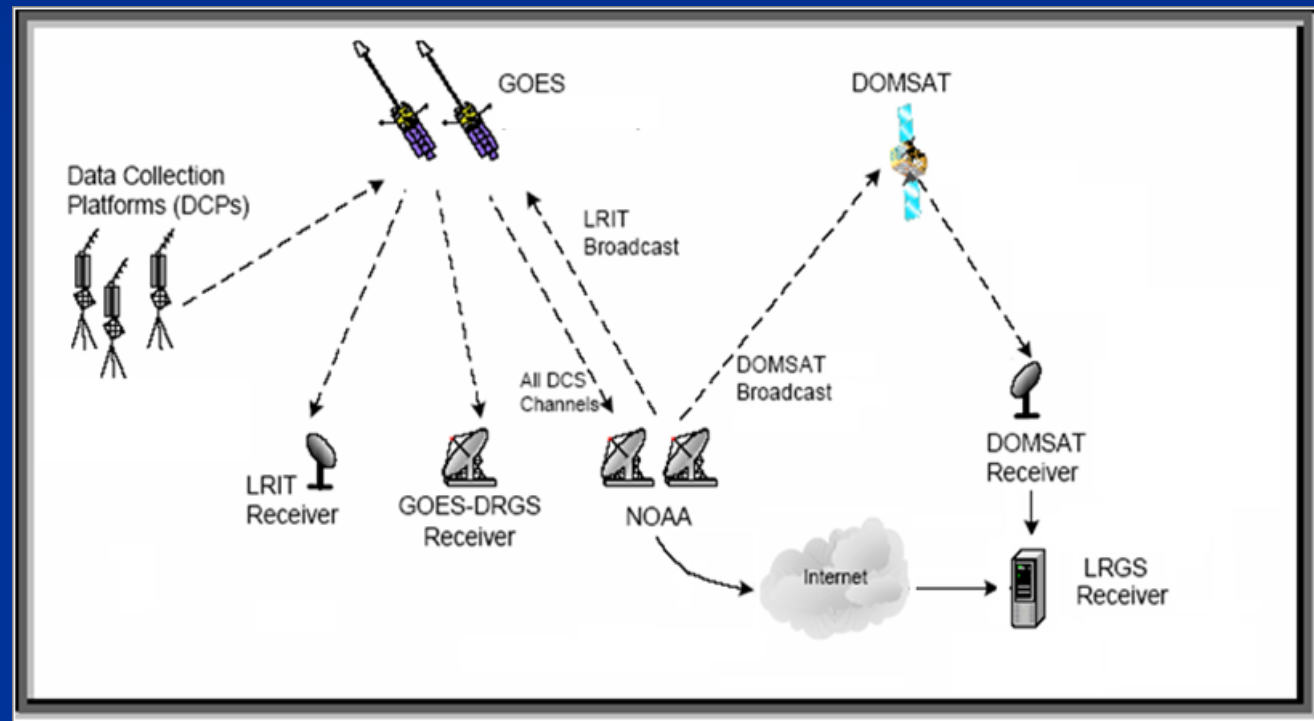 GOES
DOMSAT
Data Collection
Platforms (DCPs)
LRIT
Broadcast
All DCS
Channels
DOMSAT
Broadcast
LRIT
Receiver
GOES-DRGS
Receiver
NOAA
DOMSAT
Receiver
Internet
LRGS
Receiver